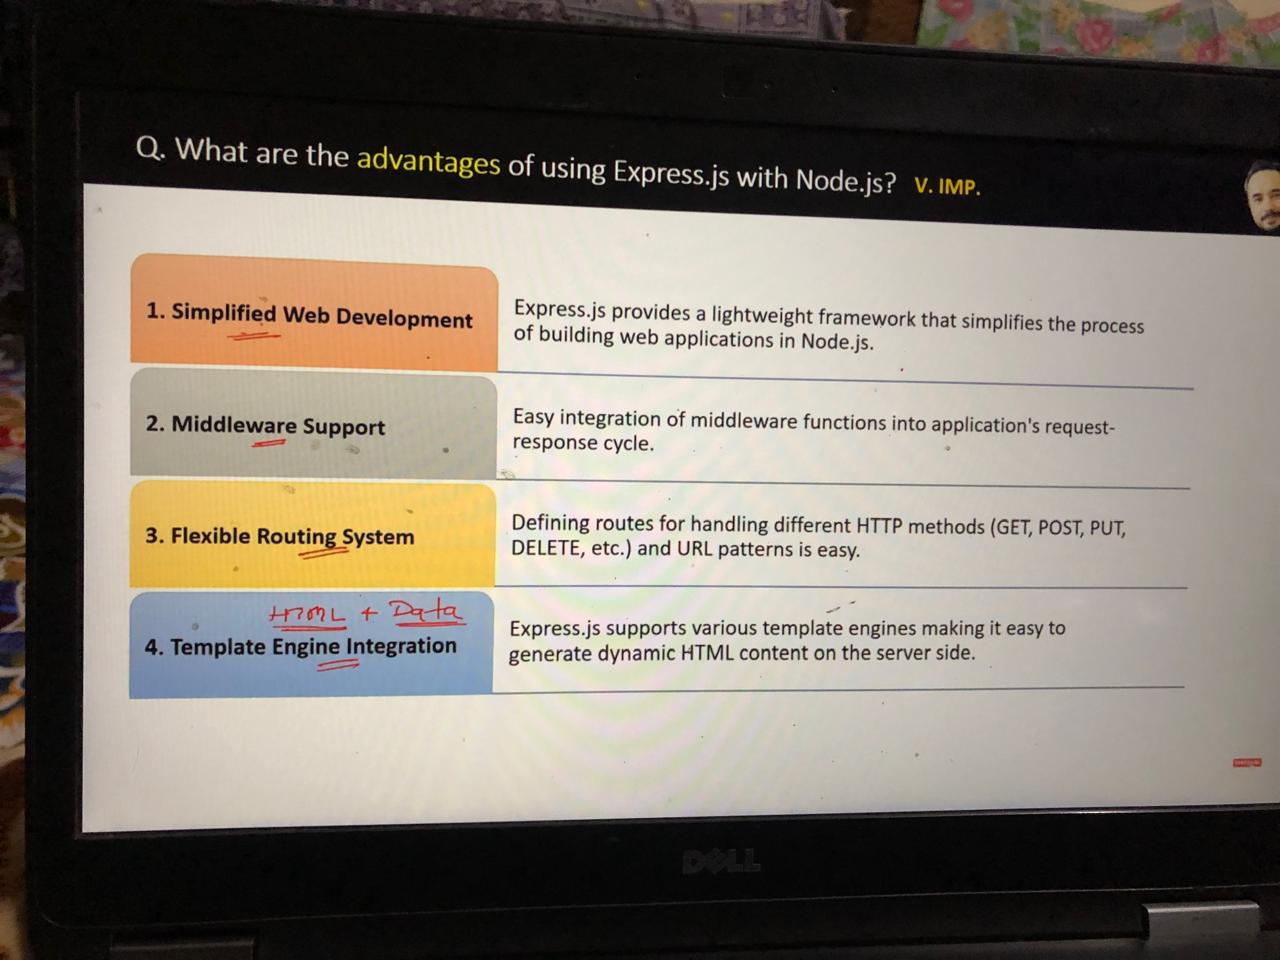 Q. What are the advantages of using Express.js with Node.js? V. IMP.
1. Simplified Web Development
Express.js provides a lightweight framework that simplifies the process
of building web applications in Node.js.
2. Middleware Support
Easy integration of middleware functions into application's request-
response cycle.
3. Flexible Routing System
Defining routes for handling different HTTP methods (GET, POST, PUT,
DELETE, etc.) and URL patterns is easy.
HTML + Data
4. Template Engine Integration
Express.js supports various template engines making it easy to
generate dynamic HTML content on the server side.
DELL